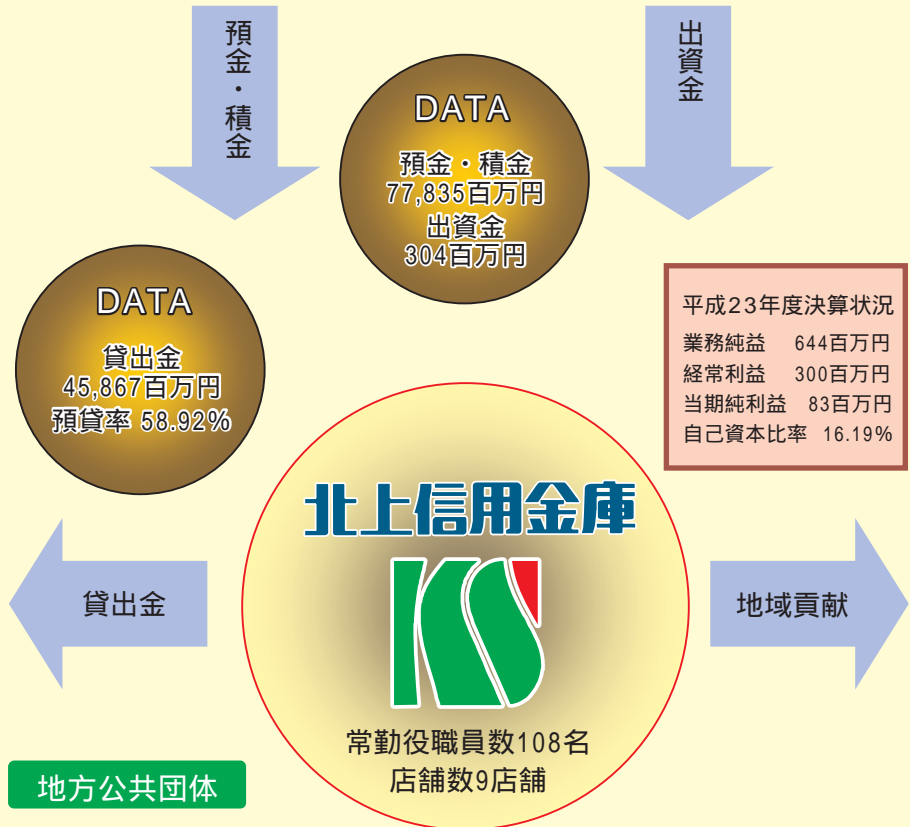 預金・積金
出資金
DATA
預金・積金
77,835百万円
出資金
304百万円
DATA
貸出金
45,867百万円
預貸率 58.92%
平成23年度決算状況
業務純益 644百万円
経常利益 300百万円
当期純利益 83百万円
自己資本比率 16.19%
北上信用金庫
KS
常勤役職員数108名
店舗数9店舗
貸出金
地域貢献
地方公共団体